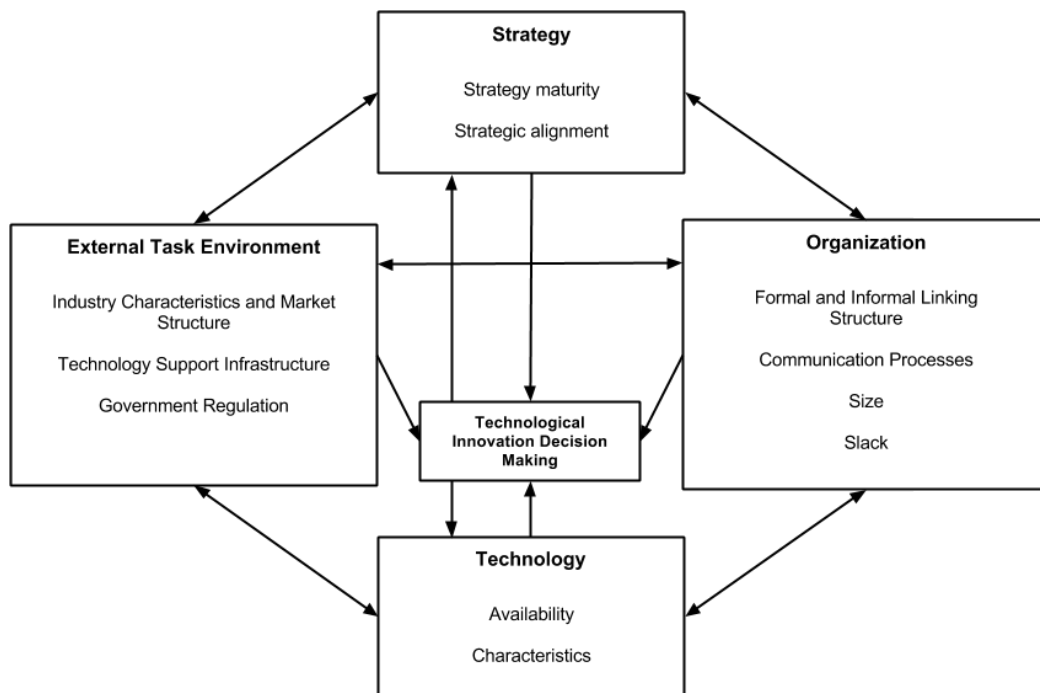 Strategy
Strategy maturity
Strategic alignment
External Task Environment
Industry Characteristics and Market
Structure
Technology Support Infrastructure
Government Regulation
Organization
Formal and Informal Linking
Structure
Communication Processes
Size
Slack
Technological
Innovation Decision
Making
Technology
Availability
Characteristics